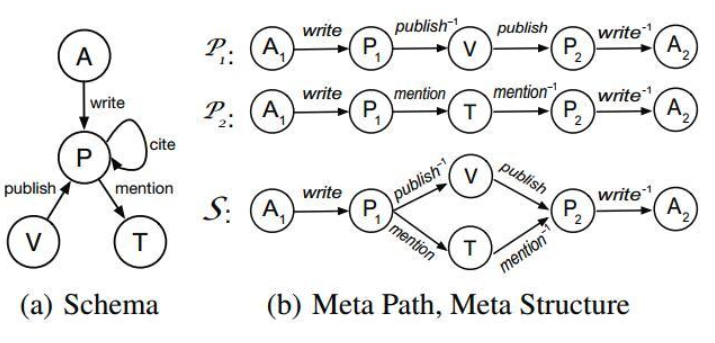 A
write
P
cite
publish
mention
V
T
(a) Schema
𝒫₁: A₁ write P₁ publish⁻¹ V publish P₂ write⁻¹ A₂
𝒫₂: A₁ write P₁ mention T mention⁻¹ P₂ write⁻¹ A₂
𝒮: A₁ write P₁ publish⁻¹ V publish P₂ write⁻¹ A₂
mention T mention⁻¹
(b) Meta Path, Meta Structure